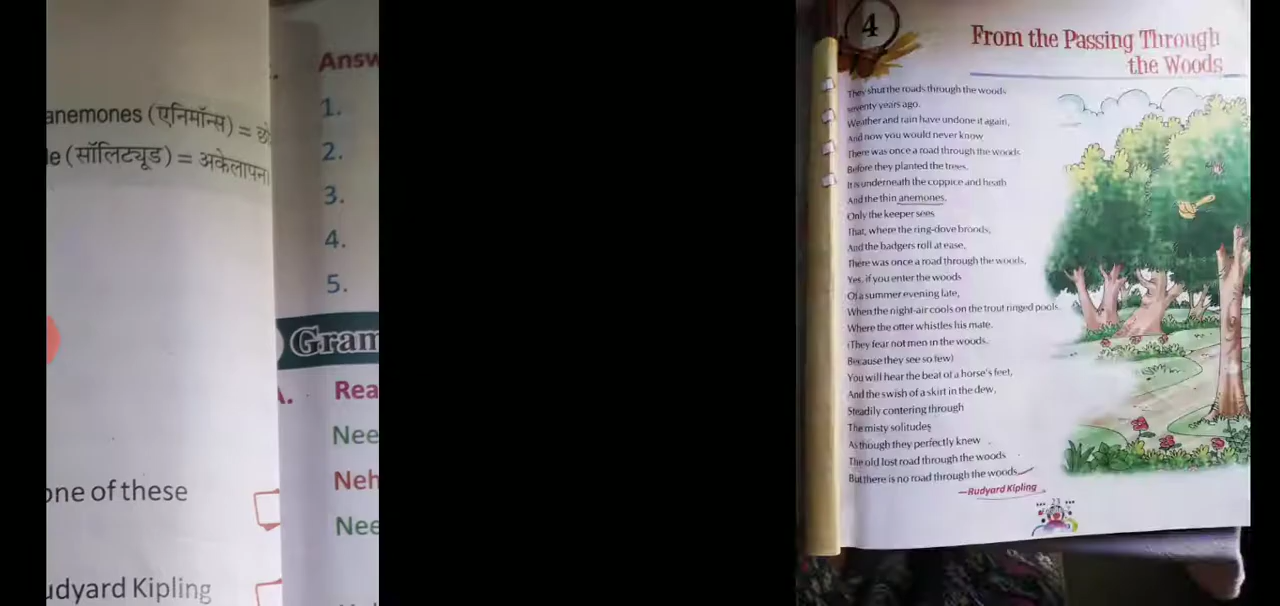 anemones (एनिमॉन्स) =
(सॉलिट्यूड) = अकेलापन
one of these
Rudyard Kipling
Answ
1.
2.
3.
4.
5.
Gram
A. Rea
Nee
Neh
Nee
4
From the Passing Through
the Woods
They shut the roads through the woods
seventy years ago.
Weather and rain have undone it again,
And now you would never know
There was once a road through the woods
Before they planted the trees,
It is underneath the coppice and heath
And the thin anemones.
Only the keeper sees
That, where the ring-dove broods,
And the badgers roll at ease,
There was once a road through the woods.
Yes, if you enter the woods
Of a summer evening late,
When the night-air cools on the trout ringed pools.
Where the otter whistles his mate.
(They fear not men in the woods.
Because they see so few)
You will hear the beat of a horse's feet,
And the swish of a skirt in the dew,
Steadily contering through
The misty solitudes
As though they perfectly knew
The old lost road through the woods
But there is no road through the woods.
—Rudyard Kipling
23